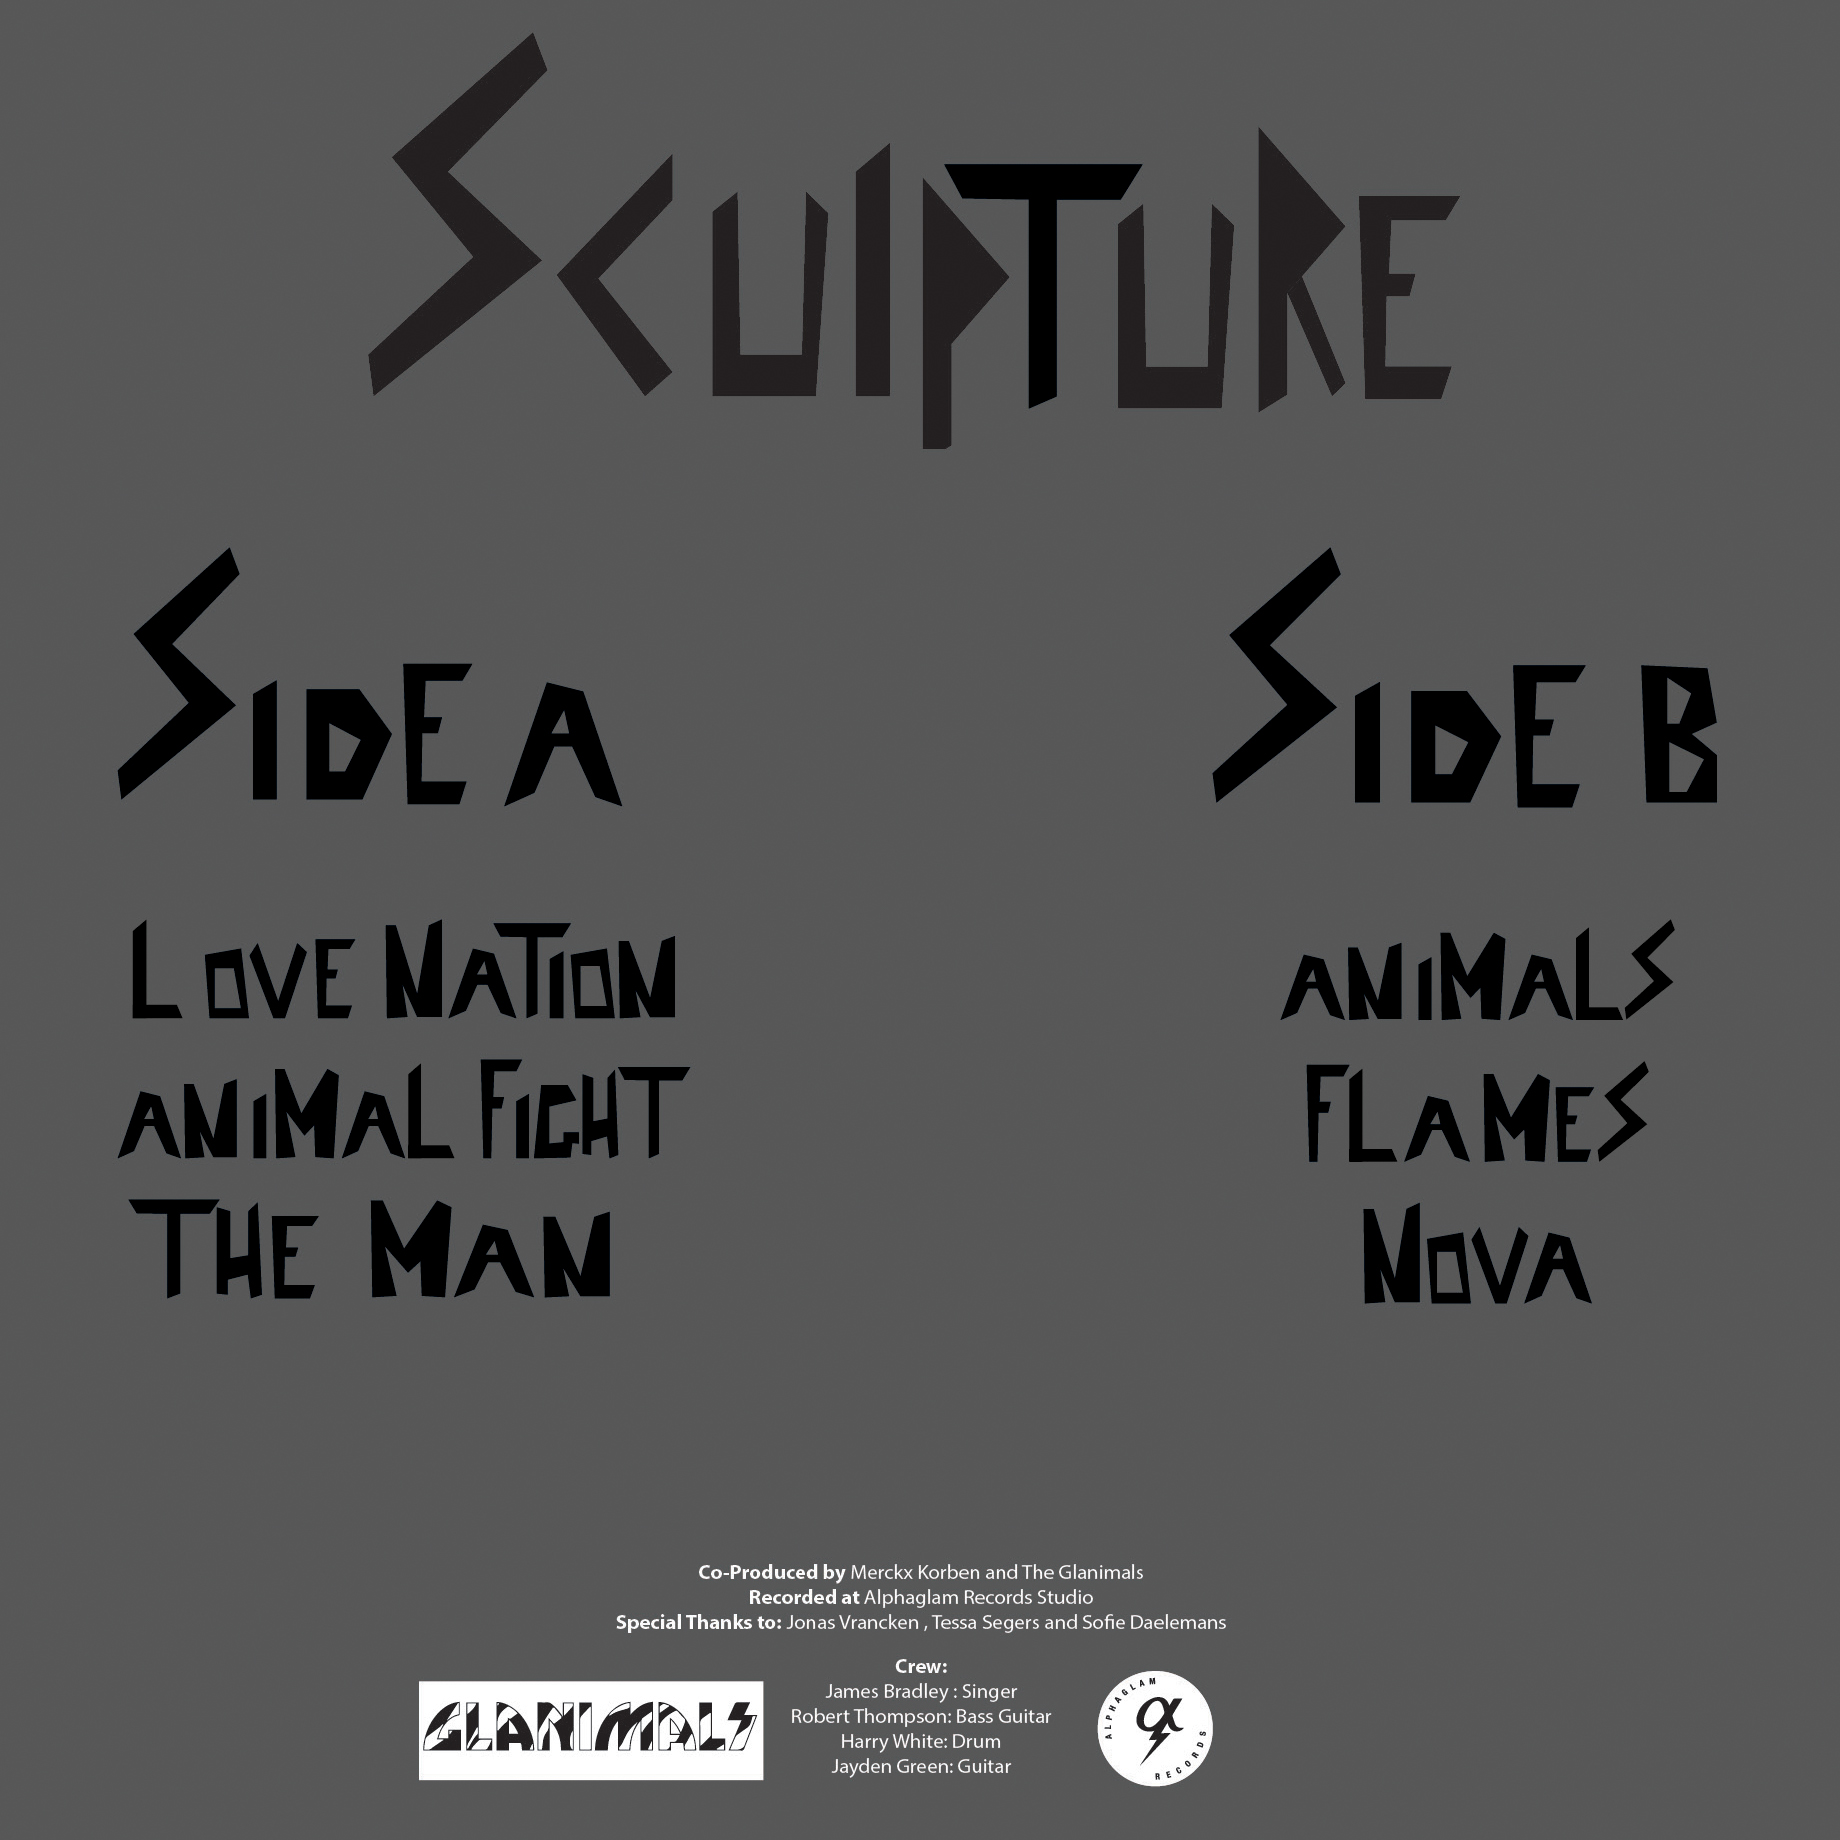 SCULPTURE
SIDE A
LOVE NATION
ANIMAL FIGHT
THE MAN
SIDE B
ANIMALS
FLAMES
NOVA
Co-Produced by Merckx Korben and The Glanimals
Recorded at Alphaglam Records Studio
Special Thanks to: Jonas Vrancken , Tessa Segers and Sofie Daelemans
Crew:
James Bradley : Singer
Robert Thompson: Bass Guitar
Harry White: Drum
Jayden Green: Guitar
GLANIMALS
ALPHAGLAM
α
RECORDS